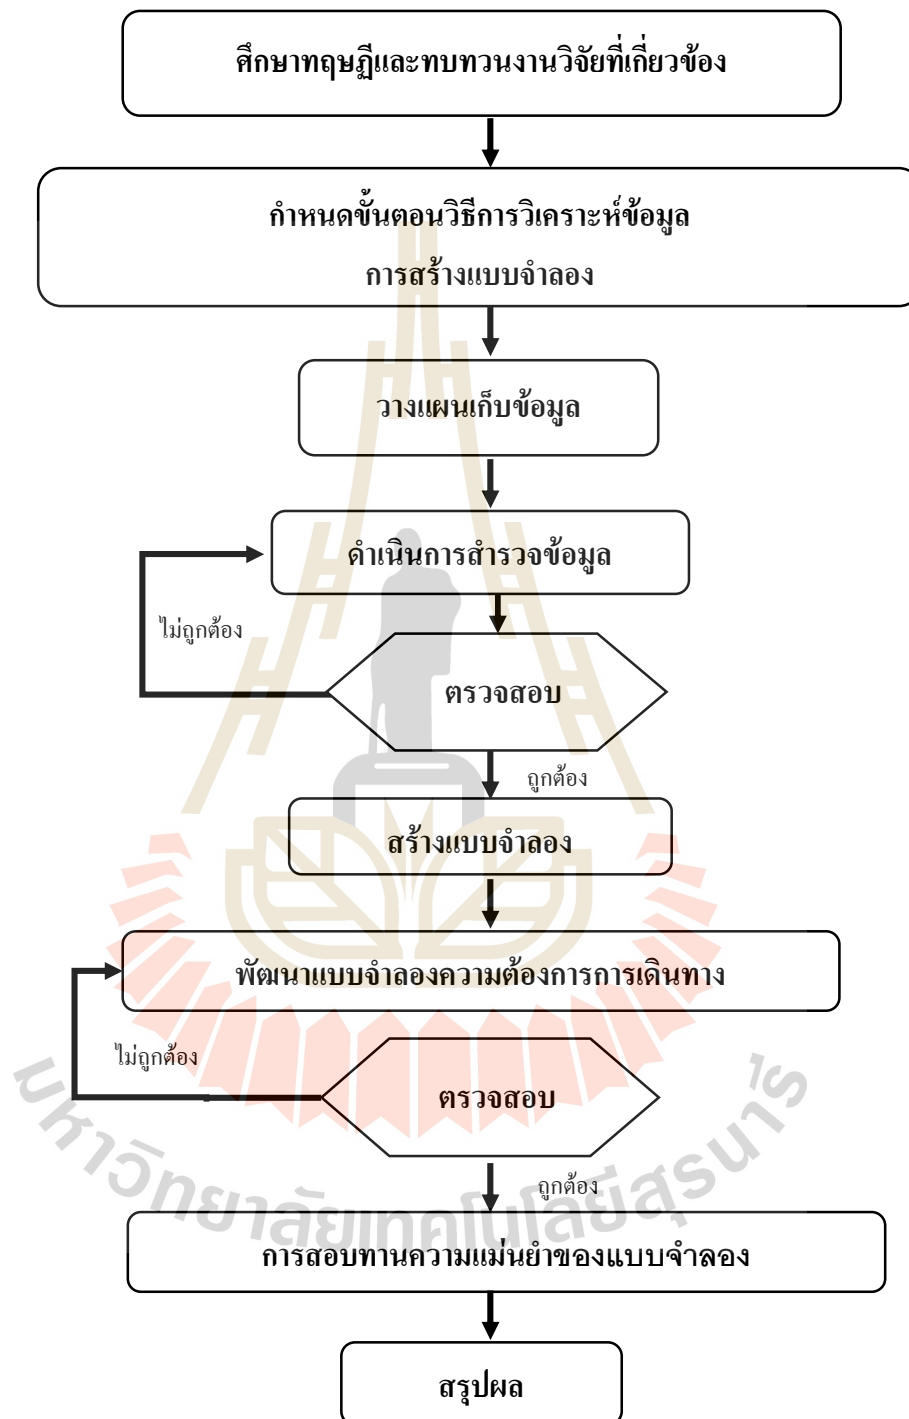 ศึกษาทฤษฎีและทบทวนงานวิจัยที่เกี่ยวข้อง
กำหนดขั้นตอนวิธีการวิเคราะห์ข้อมูล
การสร้างแบบจำลอง
วางแผนเก็บข้อมูล
ดำเนินการสำรวจข้อมูล
ไม่ถูกต้อง
ตรวจสอบ
ถูกต้อง
สร้างแบบจำลอง
พัฒนาแบบจำลองความต้องการการเดินทาง
ไม่ถูกต้อง
ตรวจสอบ
ถูกต้อง
มหาวิทยาลัยเทคโนโลยีสุรนารี
การสอบทานความแม่นยำของแบบจำลอง
สรุปผล